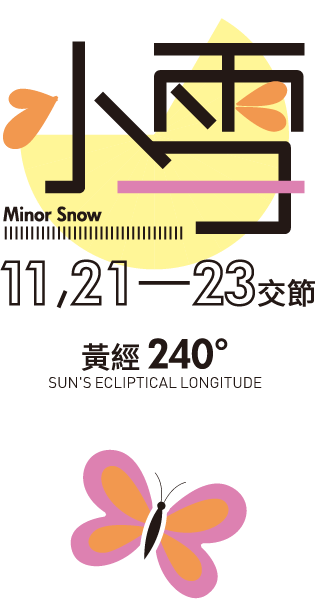 小雪
Minor Snow
11,21—23交節
黃經 240°
SUN'S ECLIPTICAL LONGITUDE